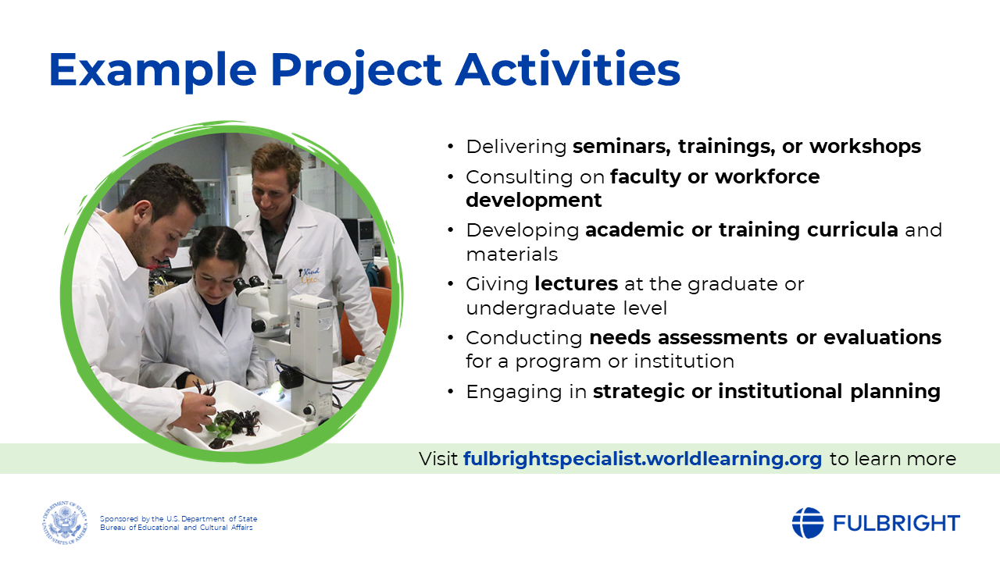 Example Project Activities
• Delivering seminars, trainings, or workshops
• Consulting on faculty or workforce
development
• Developing academic or training curricula and
materials
• Giving lectures at the graduate or
undergraduate level
• Conducting needs assessments or evaluations
for a program or institution
• Engaging in strategic or institutional planning
Visit fulbrightspecialist.worldlearning.org to learn more
DEPARTMENT OF STATE
UNITED STATES OF AMERICA
Sponsored by the U.S. Department of State
Bureau of Educational and Cultural Affairs
FULBRIGHT